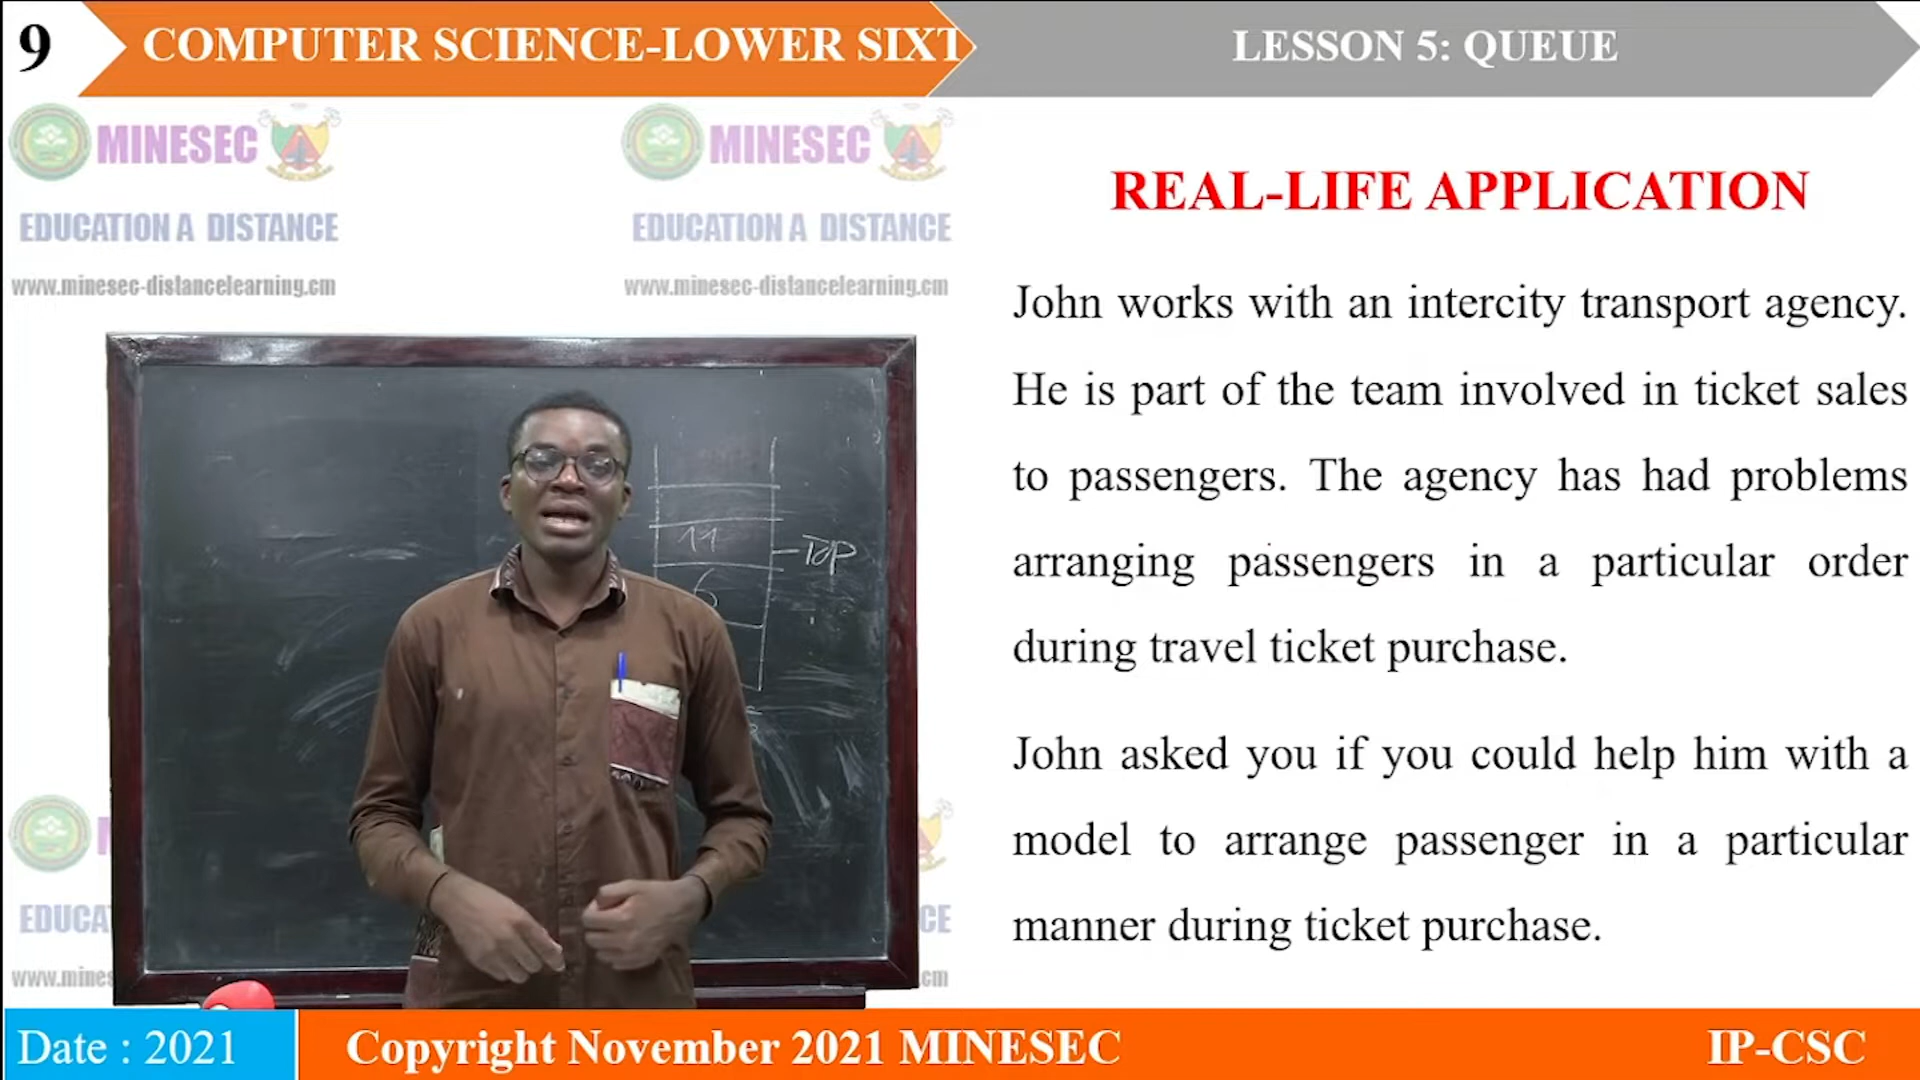 9
COMPUTER SCIENCE-LOWER SIXT
LESSON 5: QUEUE
MINESEC
EDUCATION A DISTANCE
www.minesec-distancelearning.cm
MINESEC
EDUCATION A DISTANCE
www.minesec-distancelearning.cm
REAL-LIFE APPLICATION
John works with an intercity transport agency.
He is part of the team involved in ticket sales
to passengers. The agency has had problems
arranging passengers in a particular order
during travel ticket purchase.
John asked you if you could help him with a
model to arrange passenger in a particular
manner during ticket purchase.
11
TOP
6
Date : 2021
Copyright November 2021 MINESEC
IP-CSC